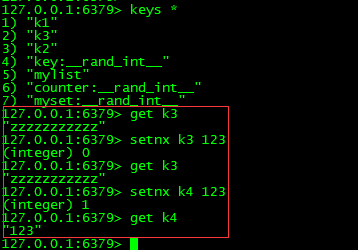 127.0.0.1:6379> keys *
1) "k1"
2) "k3"
3) "k2"
4) "key:__rand_int__"
5) "mylist"
6) "counter:__rand_int__"
7) "myset:__rand_int__"
127.0.0.1:6379> get k3
"zzzzzzzzzzz"
127.0.0.1:6379> setnx k3 123
(integer) 0
127.0.0.1:6379> get k3
"zzzzzzzzzzz"
127.0.0.1:6379> setnx k4 123
(integer) 1
127.0.0.1:6379> get k4
"123"
127.0.0.1:6379>